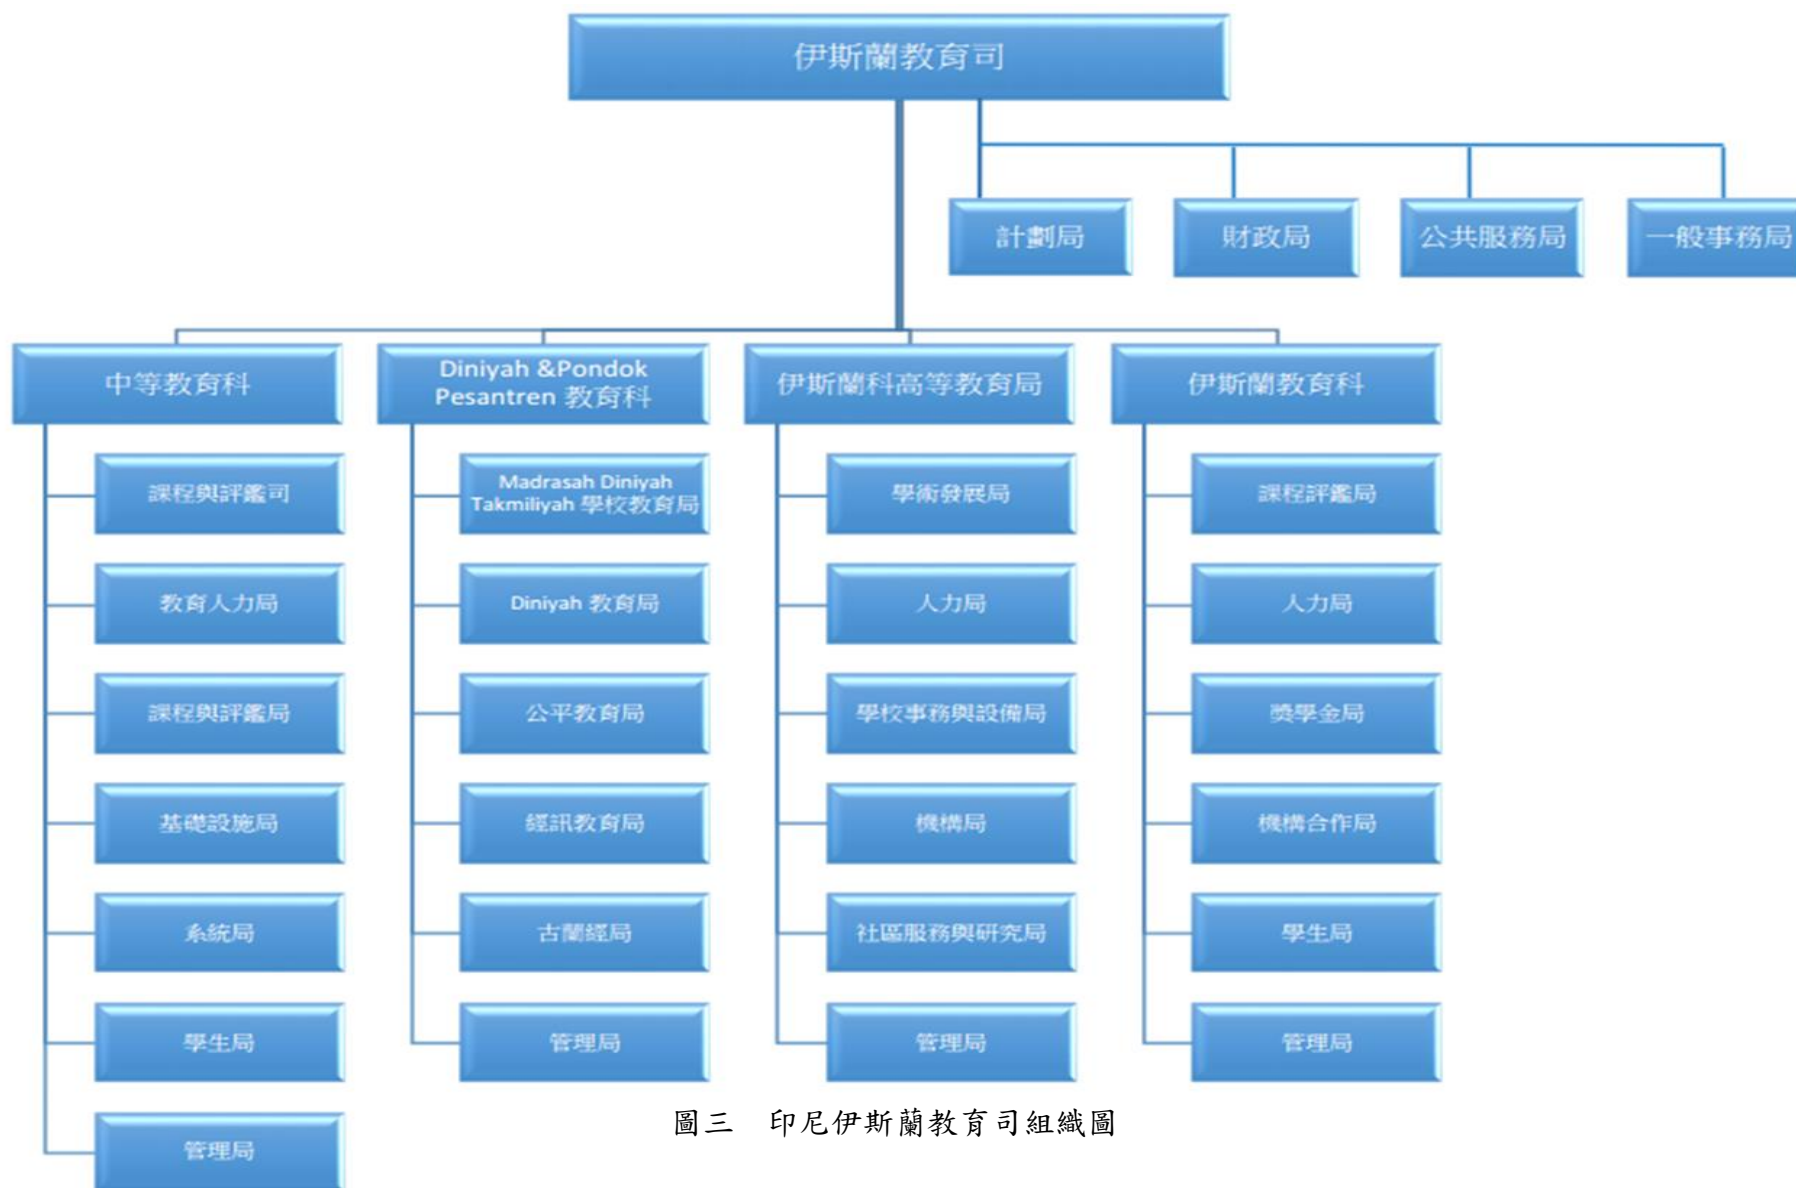 伊斯蘭教育司
計劃局
財政局
公共服務局
一般事務局
中等教育科
Diniyah &Pondok
Pesantren 教育科
伊斯蘭科高等教育局
伊斯蘭教育科
課程與評鑑司
教育人力局
課程與評鑑局
基礎設施局
系統局
學生局
管理局
Madrasah Diniyah
Takmiliyah 學校教育局
Diniyah 教育局
公平教育局
經訊教育局
古蘭經局
管理局
學術發展局
人力局
學校事務與設備局
機構局
社區服務與研究局
管理局
課程評鑑局
人力局
獎學金局
機構合作局
學生局
管理局
圖三 印尼伊斯蘭教育司組織圖